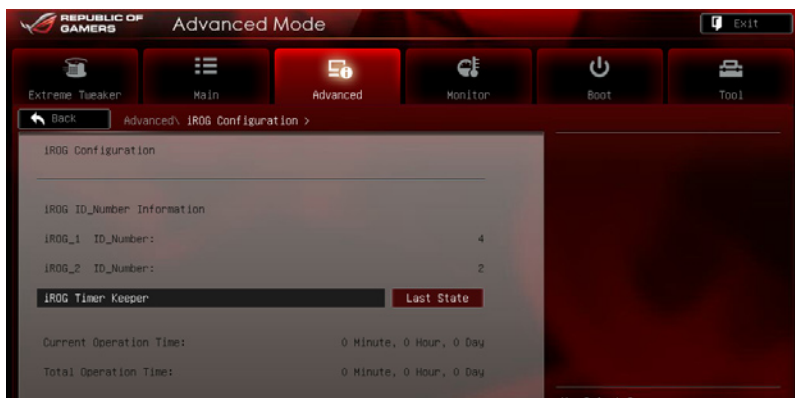 REPUBLIC OF
GAMERS
Advanced Mode
Exit
Extreme Tweaker
Main
Advanced
Monitor
Boot
Tool
Back
Advanced\ iROG Configuration >
iROG Configuration
iROG ID_Number Information
iROG_1 ID_Number: 4
iROG_2 ID_Number: 2
iROG Timer Keeper Last State
Current Operation Time: 0 Minute, 0 Hour, 0 Day
Total Operation Time: 0 Minute, 0 Hour, 0 Day